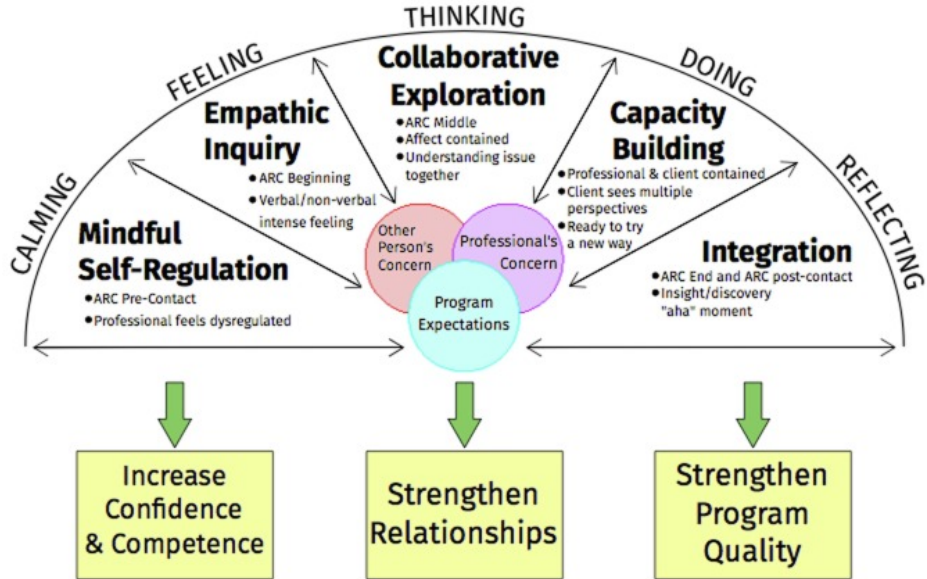 CALMING
FEELING
THINKING
DOING
REFLECTING
Mindful
Self-Regulation
●ARC Pre-Contact
●Professional feels dysregulated
Empathic
Inquiry
●ARC Beginning
●Verbal/non-verbal
intense feeling
Collaborative
Exploration
●ARC Middle
●Affect contained
●Understanding issue
together
Capacity
Building
●Professional & client contained
●Client sees multiple
perspectives
●Ready to try
a new way
Integration
●ARC End and ARC post-contact
●Insight/discovery
"aha" moment
Other
Person's
Concern
Professional's
Concern
Program
Expectations
Increase
Confidence
& Competence
Strengthen
Relationships
Strengthen
Program
Quality